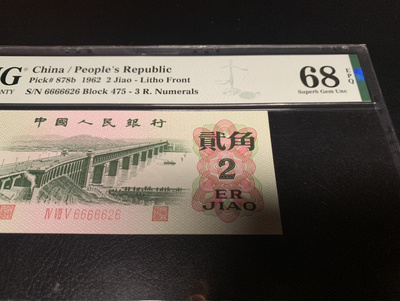 G China / People's Republic
Pick# 878b 1962 2 Jiao - Litho Front
S/N 6666626 Block 475 - 3 R. Numerals
68 EPQ
Superb Gem Unc
中國人民銀行
貳角
2
ER
JIAO
IV VII V 6666626